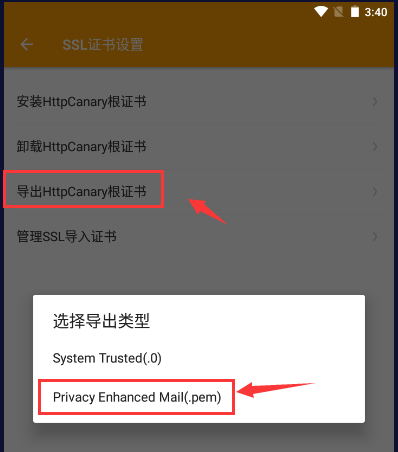 3:40
SSL证书设置
安装HttpCanary根证书
卸载HttpCanary根证书
导出HttpCanary根证书
管理SSL导入证书
选择导出类型
System Trusted(.0)
Privacy Enhanced Mail(.pem)